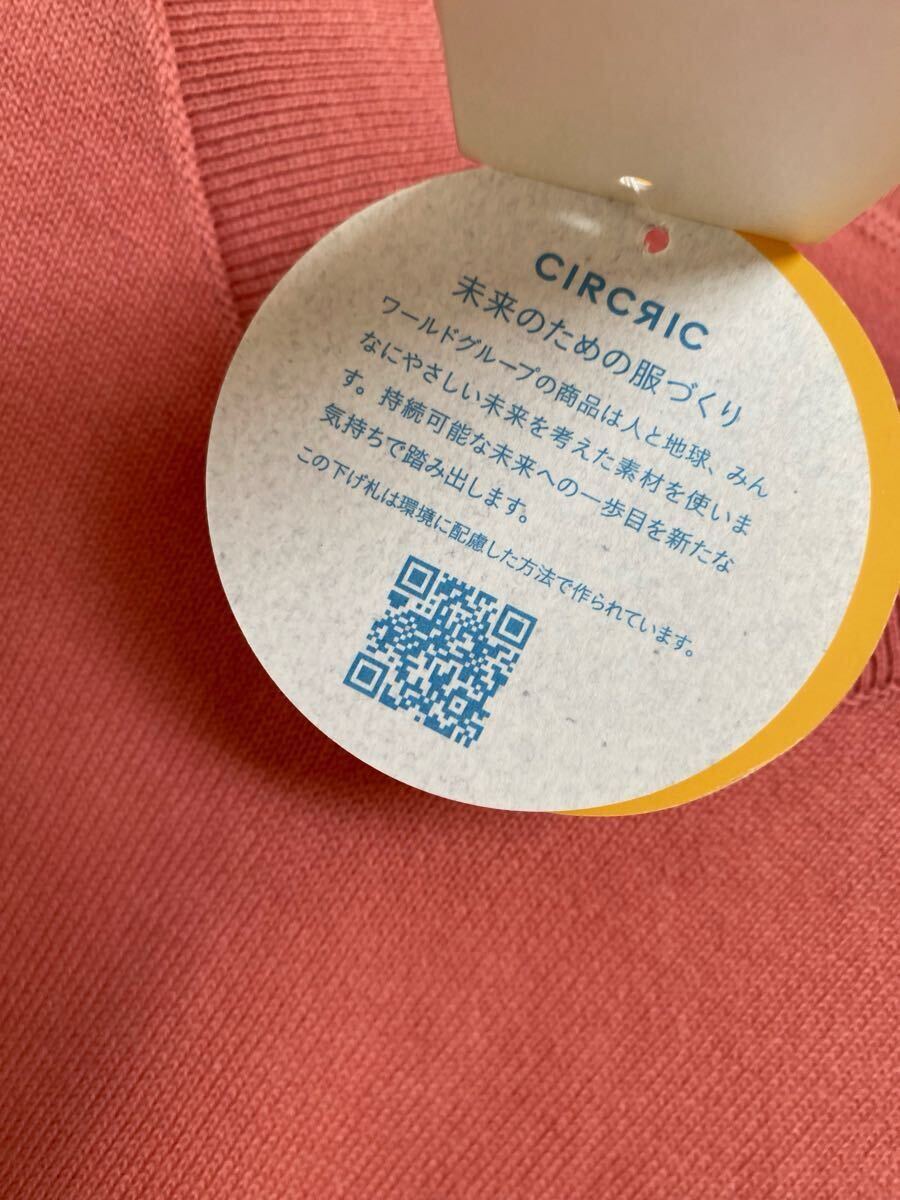 CIRCЯIC
未来のための服づくり
ワールドグループの商品は人と地球、みん
なにやさしい未来を考えた素材を使いま
す。持続可能な未来への一歩目を新たな
気持ちで踏み出します。
この下げ札は環境に配慮した方法で作られています。